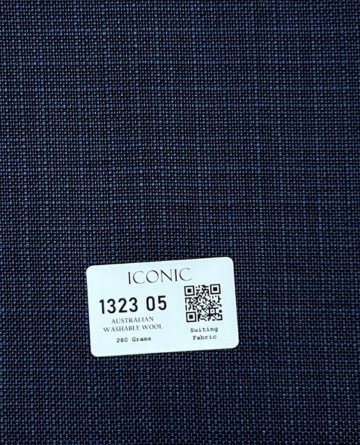 ICONIC
1323 05
AUSTRALIAN
WASHABLE WOOL
280 Grams
Suiting
Fabric